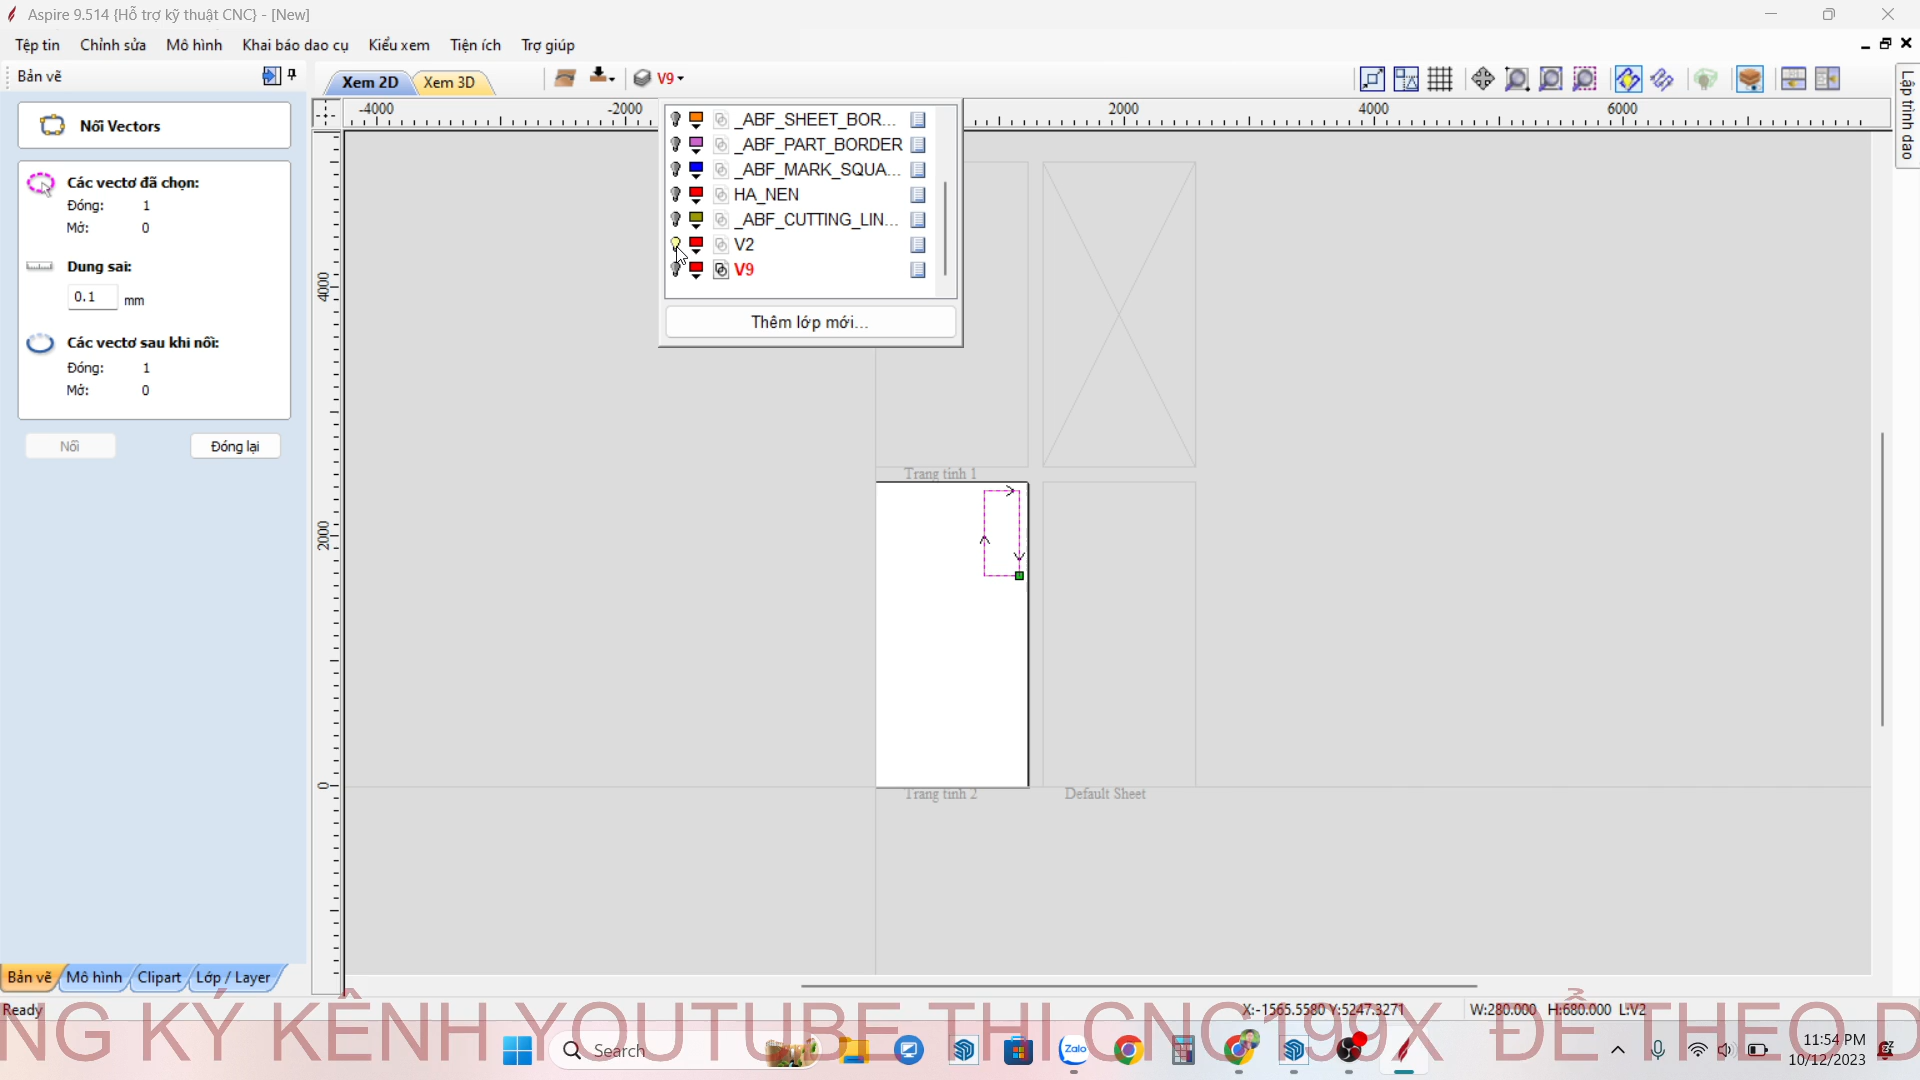 Aspire 9.514 {Hỗ trợ kỹ thuật CNC} - [New]
Tệp tin Chỉnh sửa Mô hình Khai báo dao cụ Kiểu xem Tiện ích Trợ giúp
Bản vẽ
Xem 2D Xem 3D V9
Lập trình dao
-4000 -2000 2000 4000 6000
Nối Vectors
Các vectơ đã chọn:
Đóng: 1
Mở: 0
Dung sai:
0.1 mm
Các vectơ sau khi nối:
Đóng: 1
Mở: 0
Nối Đóng lại
_ABF_SHEET_BOR...
_ABF_PART_BORDER
_ABF_MARK_SQUA...
HA_NEN
_ABF_CUTTING_LIN...
V2
V9
Thêm lớp mới...
4000
2000
0
Trang tính 1
Trang tính 2 Default Sheet
Bản vẽ Mô hình Clipart Lớp / Layer
Ready X:-1565.5580 Y:5247.3271 W:280.000 H:680.000 L:V2
NG KÝ KÊNH YOUTUBE THI CNC 199X ĐỂ THEO D
Search Zalo
11:54 PM
10/12/2023